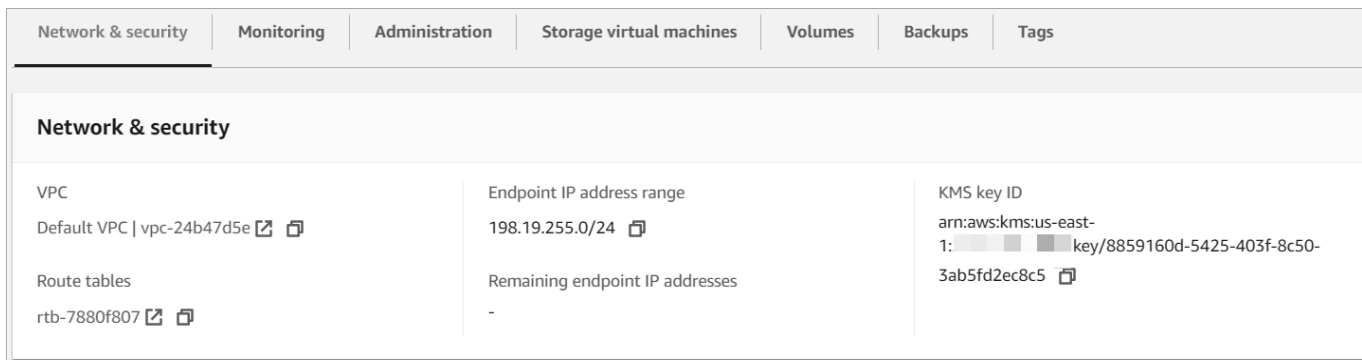 Network & security
Monitoring
Administration
Storage virtual machines
Volumes
Backups
Tags
Network & security
VPC
Default VPC | vpc-24b47d5e
Route tables
rtb-7880f807
Endpoint IP address range
198.19.255.0/24
Remaining endpoint IP addresses
-
KMS key ID
arn:aws:kms:us-east-
1: key/8859160d-5425-403f-8c50-
3ab5fd2ec8c5